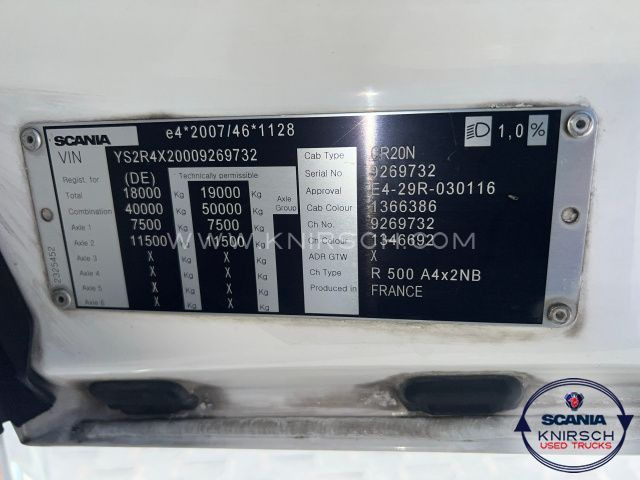 SCANIA
e4*2007/46*1128
1,0 %
VIN YS2R4X20009269732
Cab Type CR20N
Regist. for (DE) Technically permissible
Serial No 9269732
Total 18000 Kg 19000 Kg
Approval E4-29R-030116
Combination 40000 Kg 50000 Kg Axle Group
Cab Colour 1366386
Axle 1 7500 Kg 7500 Kg
Ch No. 9269732
Axle 2 11500 Kg 11500 Kg
Ch Colour 1346692
Axle 3 X Kg X Kg
ADR GTW X
Axle 4 X Kg X Kg
Ch Type R 500 A4x2NB
Axle 5 X Kg X Kg
Produced in FRANCE
Axle 6 X Kg X Kg
2325452
WWW.KNIRSCH.COM
SCANIA
KNIRSCH
USED TRUCKS